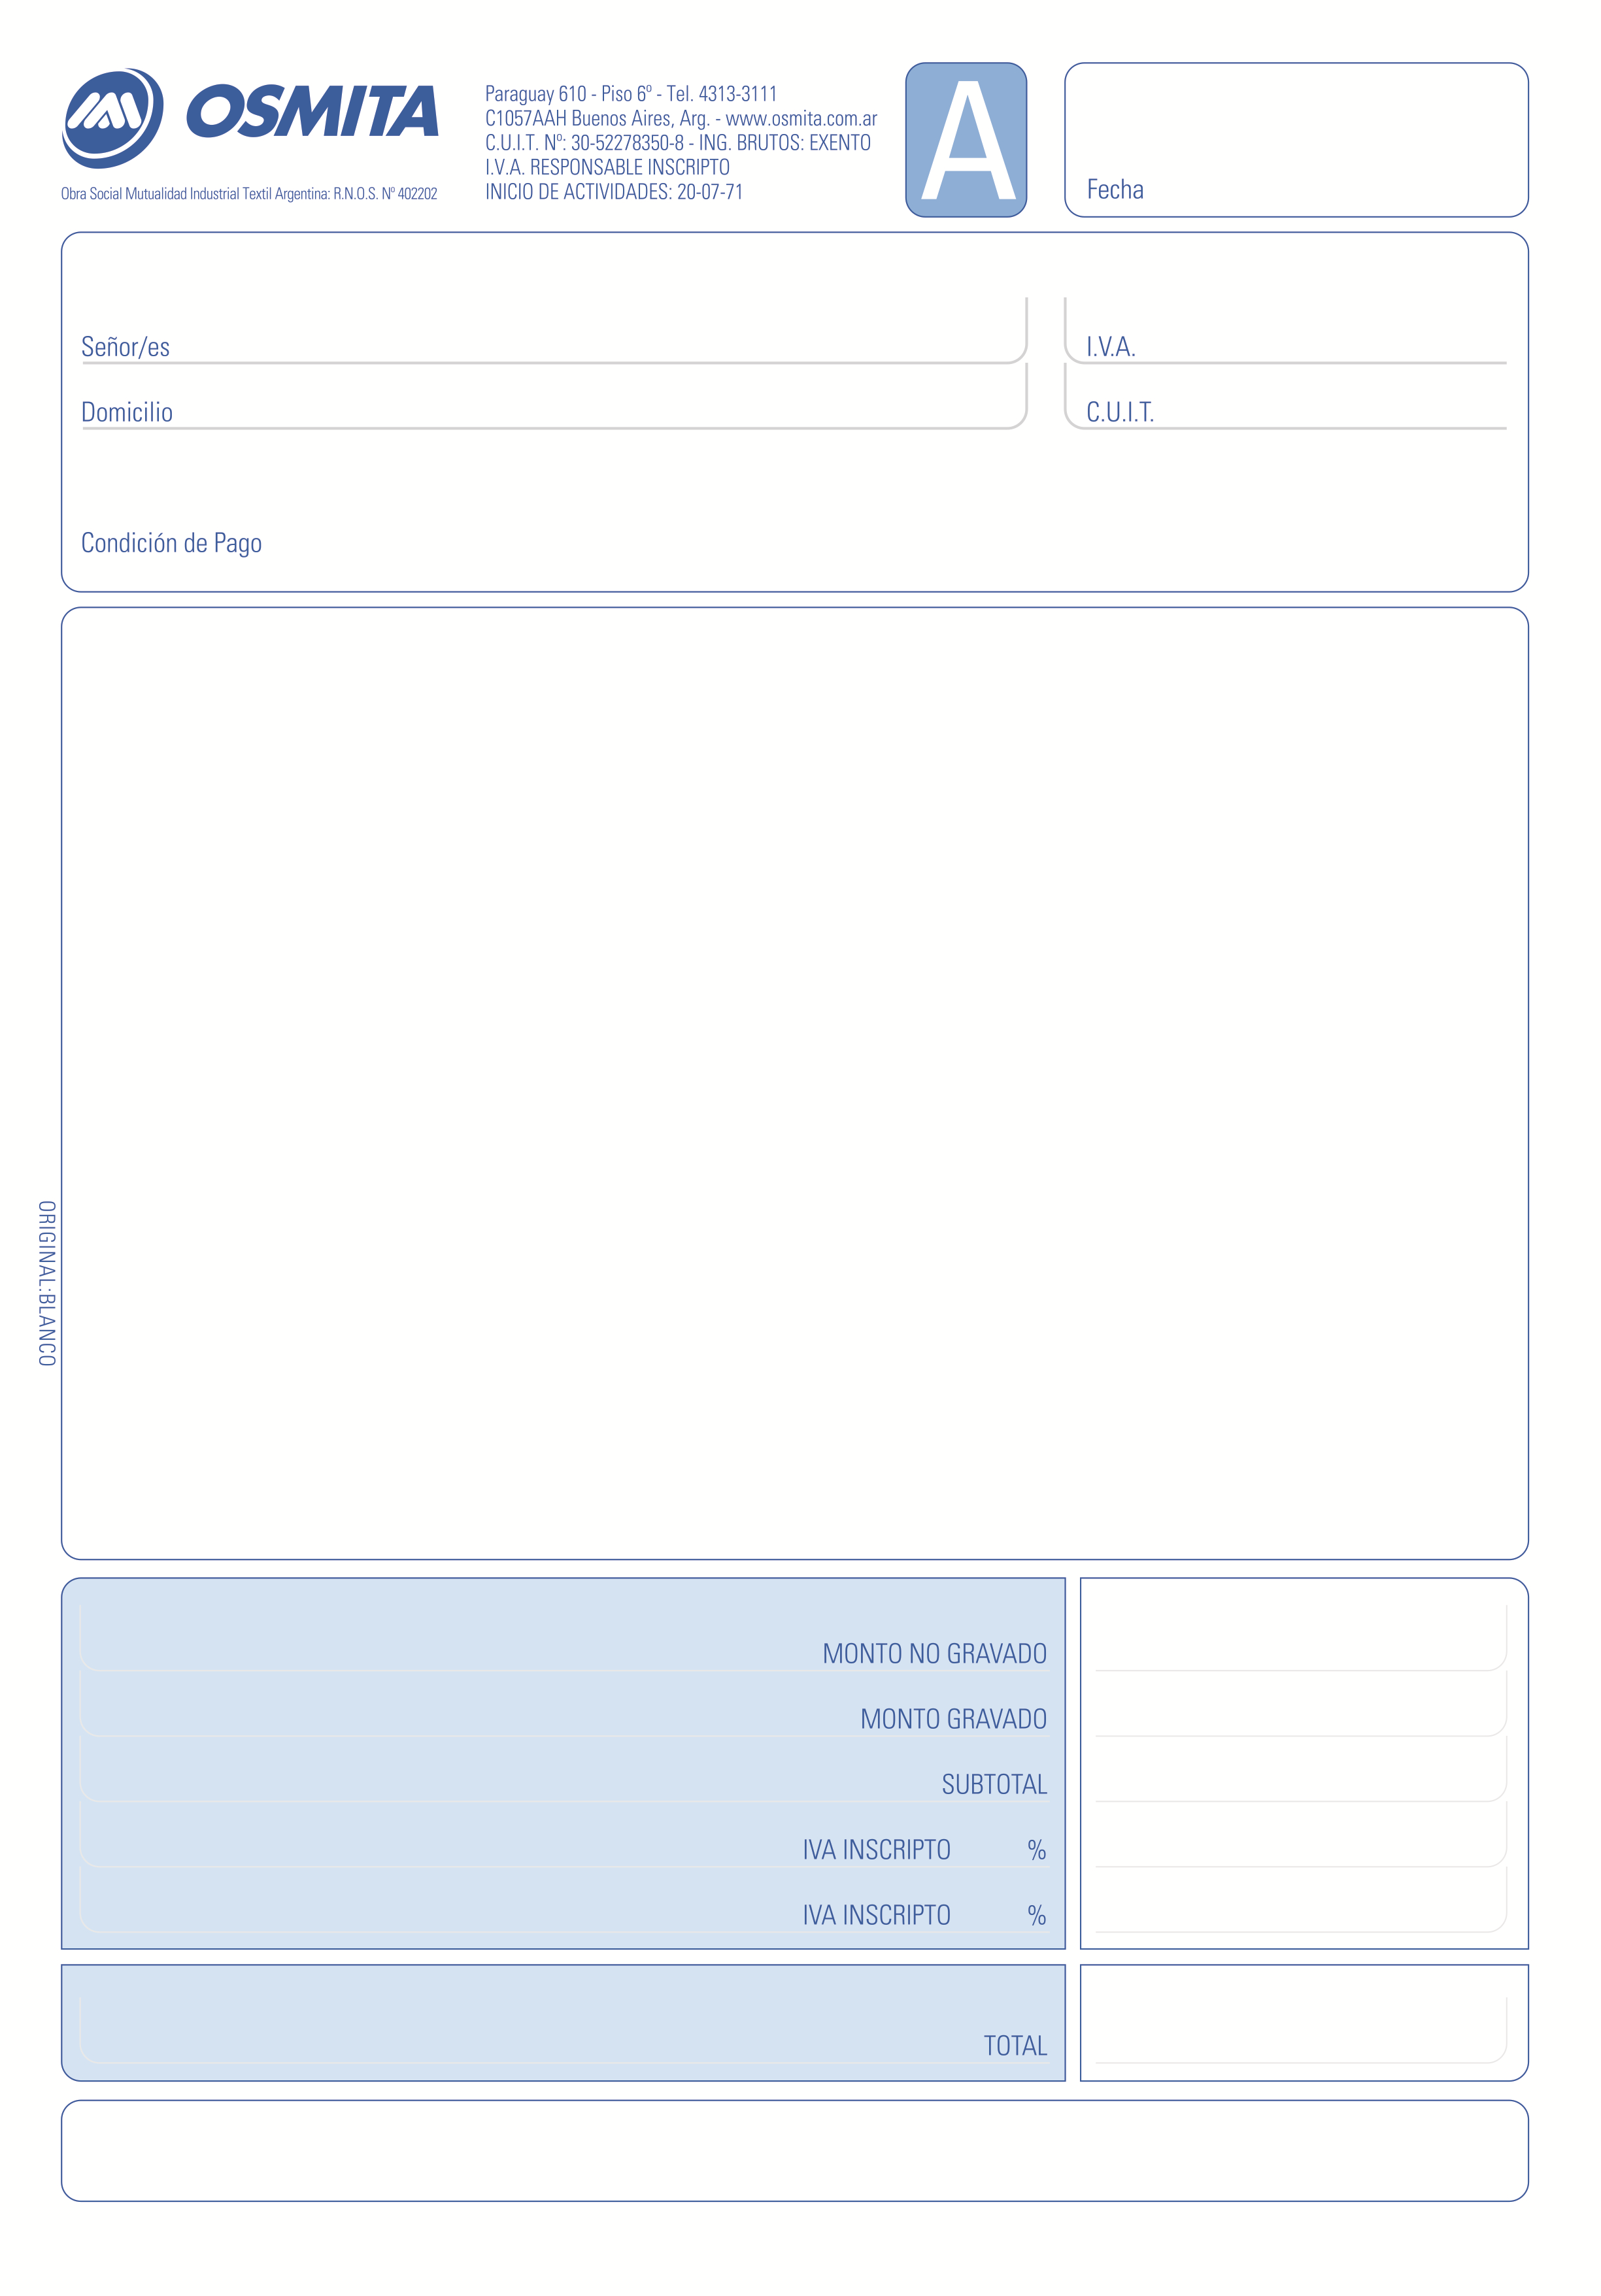 OSMITA
Obra Social Mutualidad Industrial Textil Argentina: R.N.O.S. Nº 402202
Paraguay 610 - Piso 6º - Tel. 4313-3111
C1057AAH Buenos Aires, Arg. - www.osmita.com.ar
C.U.I.T. Nº: 30-52278350-8 - ING. BRUTOS: EXENTO
I.V.A. RESPONSABLE INSCRIPTO
INICIO DE ACTIVIDADES: 20-07-71
A
Fecha
Señor/es
I.V.A.
Domicilio
C.U.I.T.
Condición de Pago
ORIGINAL:BLANCO
MONTO NO GRAVADO
MONTO GRAVADO
SUBTOTAL
IVA INSCRIPTO %
IVA INSCRIPTO %
TOTAL